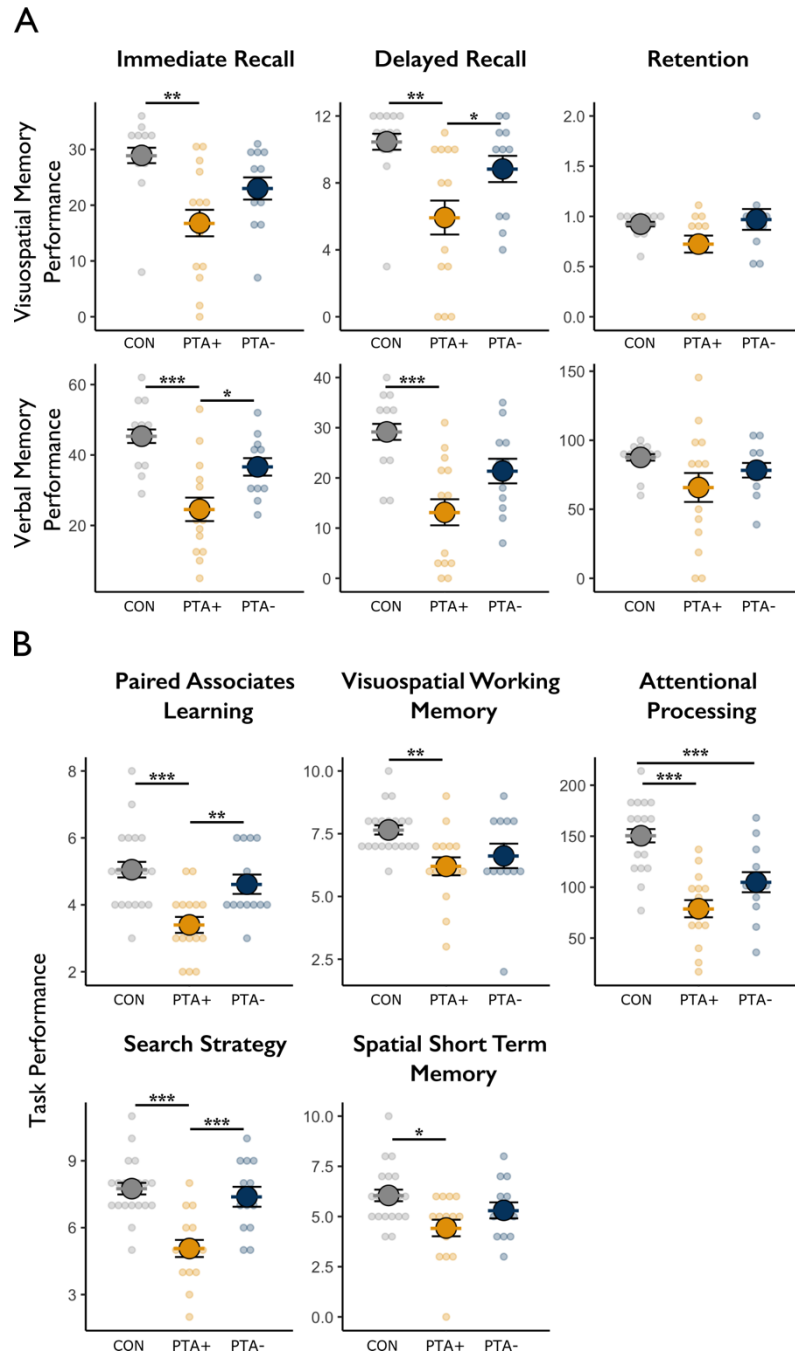 A
Immediate Recall
Delayed Recall
Retention
Visuospatial Memory
Performance
30
20
10
0
**
CON
PTA+
PTA-
12
8
4
0
**
*
CON
PTA+
PTA-
2.0
1.5
1.0
0.5
0.0
CON
PTA+
PTA-
Verbal Memory
Performance
60
40
20
***
*
CON
PTA+
PTA-
40
30
20
10
0
***
CON
PTA+
PTA-
150
100
50
0
CON
PTA+
PTA-
B
Task Performance
Paired Associates
Learning
8
6
4
2
***
**
CON
PTA+
PTA-
Visuospatial Working
Memory
10.0
7.5
5.0
2.5
**
CON
PTA+
PTA-
Attentional
Processing
200
150
100
50
***
***
CON
PTA+
PTA-
Search Strategy
9
6
3
***
***
CON
PTA+
PTA-
Spatial Short Term
Memory
10.0
7.5
5.0
2.5
0.0
*
CON
PTA+
PTA-